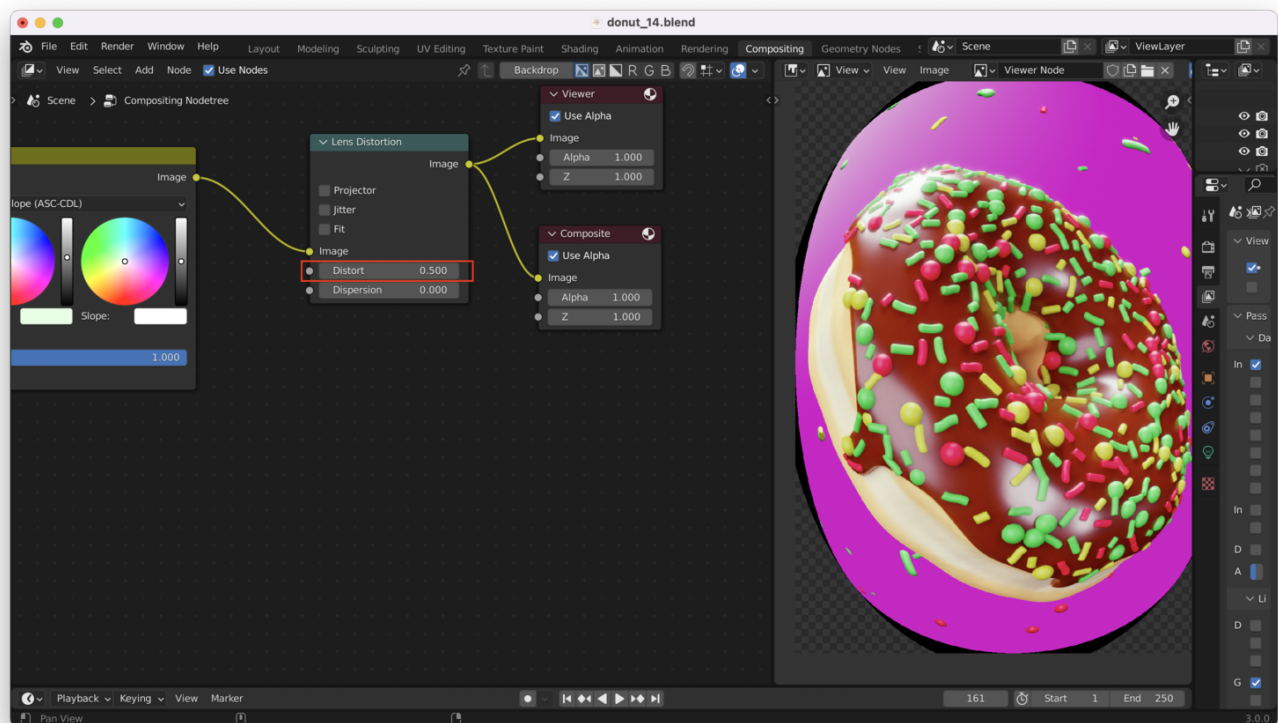 donut_14.blend
File Edit Render Window Help Layout Modeling Sculpting UV Editing Texture Paint Shading Animation Rendering Compositing Geometry Nodes Scene ViewLayer
View Select Add Node Use Nodes Backdrop R G B View View Image Viewer Node
Scene > Compositing Nodetree
Viewer
Use Alpha
Image
Alpha 1.000
Z 1.000
Lens Distortion
Image
Projector
Jitter
Fit
Image
Distort 0.500
Dispersion 0.000
Image
lope (ASC-CDL)
Slope:
1.000
Composite
Use Alpha
Image
Alpha 1.000
Z 1.000
View
Pass
Da
In
In
D
A
Li
D
G
Playback Keying View Marker 161 Start 1 End 250
Pan View 3.0.0